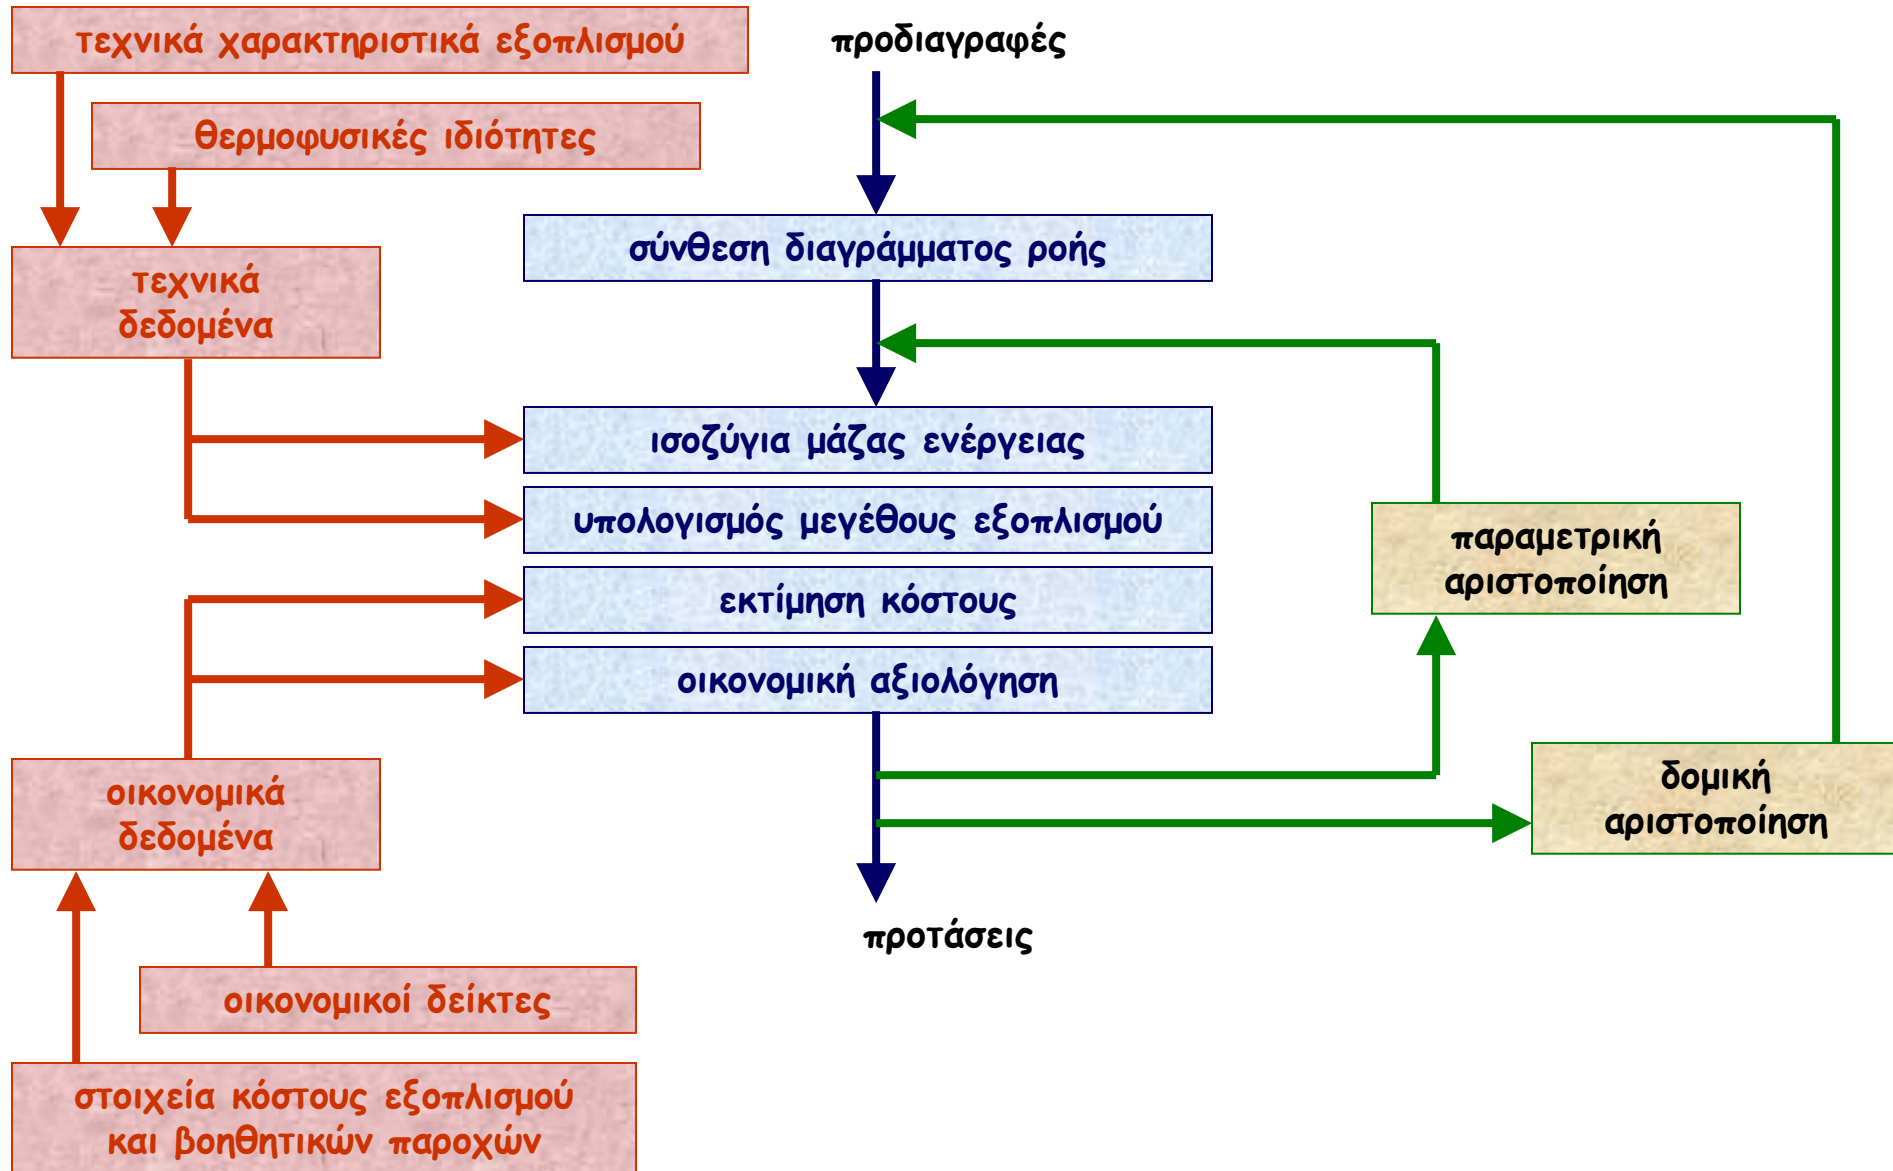 τεχνικά χαρακτηριστικά εξοπλισμού
προδιαγραφές
θερμοφυσικές ιδιότητες
σύνθεση διαγράμματος ροής
τεχνικά
δεδομένα
ισοζύγια μάζας ενέργειας
υπολογισμός μεγέθους εξοπλισμού
παραμετρική
αριστοποίηση
εκτίμηση κόστους
οικονομική αξιολόγηση
οικονομικά
δεδομένα
δομική
αριστοποίηση
προτάσεις
οικονομικοί δείκτες
στοιχεία κόστους εξοπλισμού
και βοηθητικών παροχών